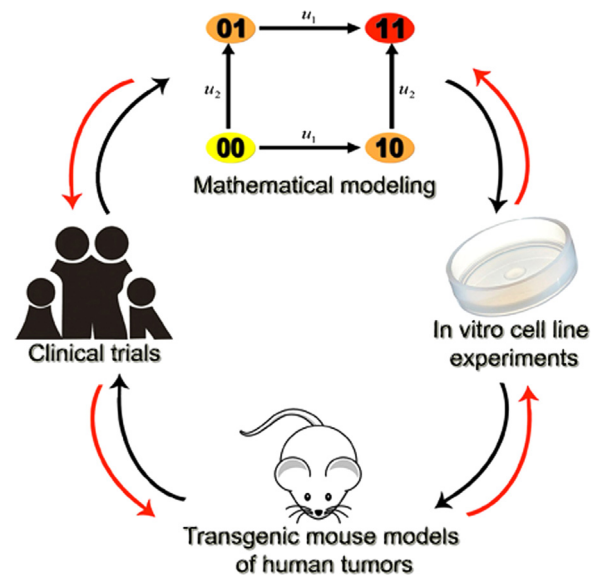 01 u1 11
u2 u2
00 u1 10
Mathematical modeling
Clinical trials
In vitro cell line
experiments
Transgenic mouse models
of human tumors